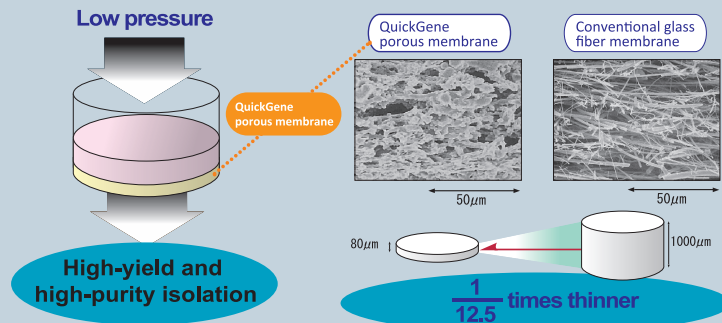 Low pressure
QuickGene
porous membrane
High-yield and
high-purity isolation
QuickGene
porous membrane
Conventional glass
fiber membrane
50μm
50μm
80μm
1000μm
1
12.5
times thinner